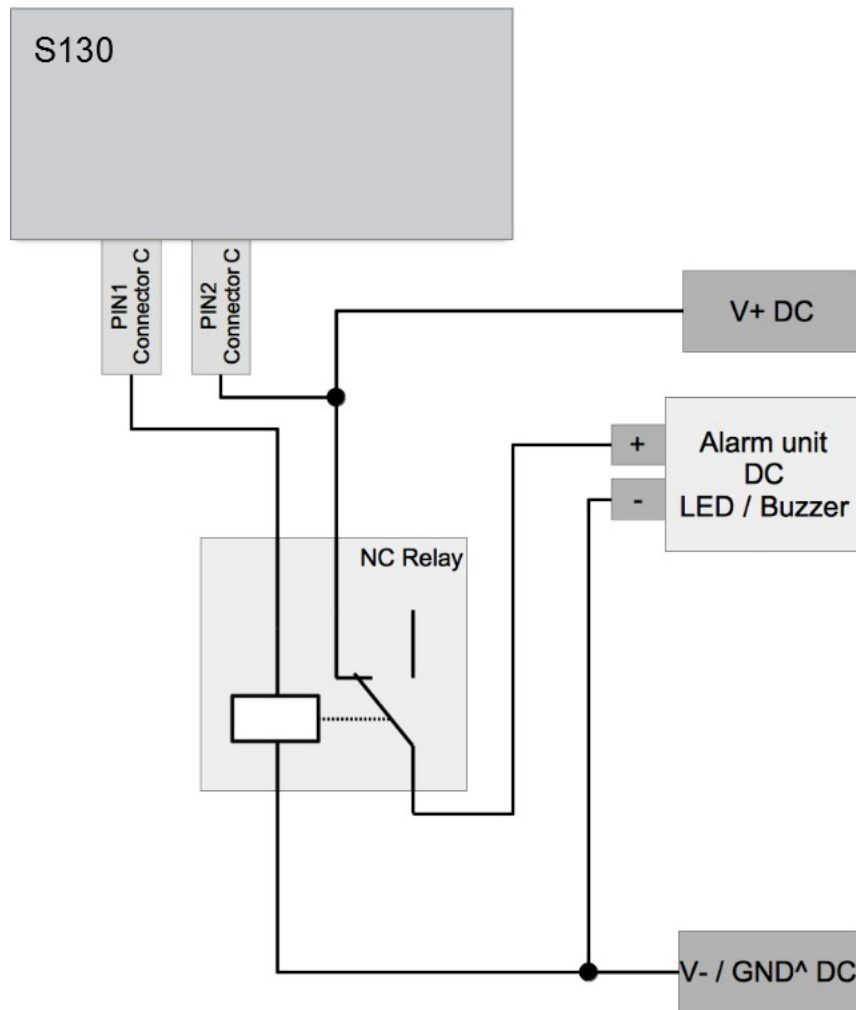 S130
PIN1
Connector C
PIN2
Connector C
V+ DC
+
-
Alarm unit
DC
LED / Buzzer
NC Relay
V- / GND^ DC